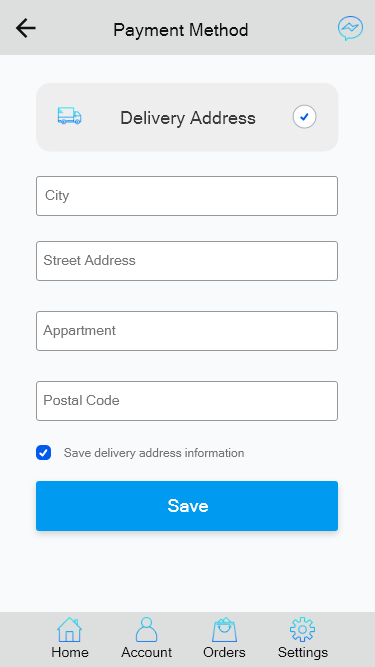 Payment Method
Delivery Address
City
Street Address
Appartment
Postal Code
Save delivery address information
Save
Home Account Orders Settings